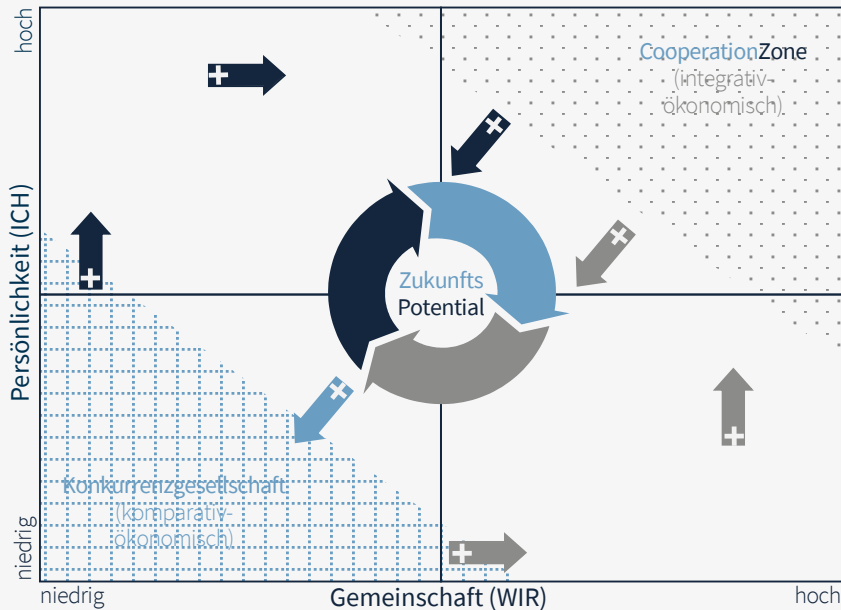 hoch
CooperationZone
(integrativ-
ökonomisch)
+
+
+
+
Persönlichkeit (ICH)
Zukunfts
Potential
+
+
Konkurrenzgesellschaft
(komparativ-
ökonomisch)
niedrig
+
niedrig
Gemeinschaft (WIR)
hoch